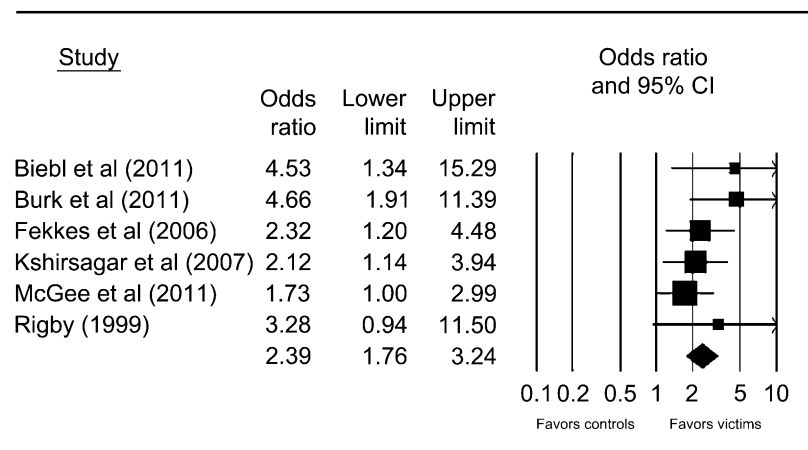 Study
Odds ratio and 95% CI
Odds ratio Lower limit Upper limit
Biebl et al (2011) 4.53 1.34 15.29
Burk et al (2011) 4.66 1.91 11.39
Fekkes et al (2006) 2.32 1.20 4.48
Kshirsagar et al (2007) 2.12 1.14 3.94
McGee et al (2011) 1.73 1.00 2.99
Rigby (1999) 3.28 0.94 11.50
2.39 1.76 3.24
0.1 0.2 0.5 1 2 5 10
Favors controls Favors victims